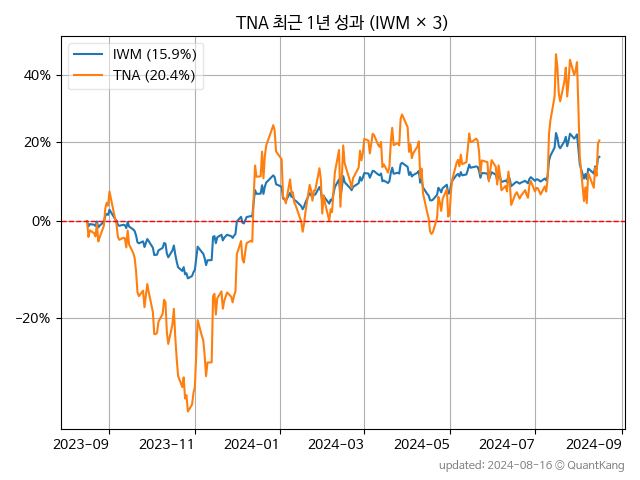 TNA 최근 1년 성과 (IWM × 3)
IWM (15.9%)
TNA (20.4%)
40%
20%
0%
−20%
2023−09 2023−11 2024−01 2024−03 2024−05 2024−07 2024−09
updated: 2024-08-16 © QuantKang